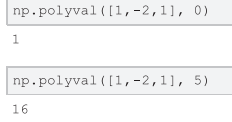 np.polyval([1,-2,1], 0)
1
np.polyval([1,-2,1], 5)
16